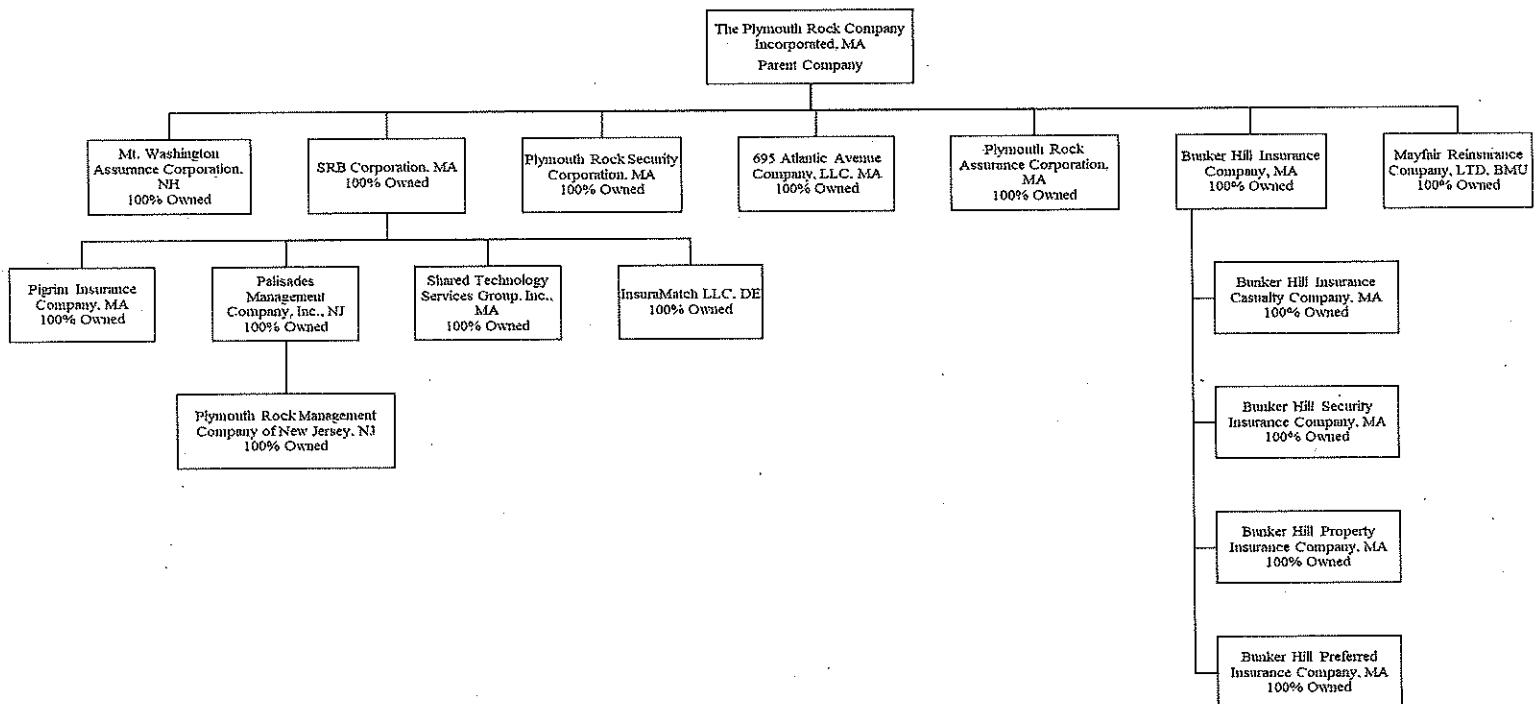 The Plymouth Rock Company
Incorporated, MA
Parent Company
Mt. Washington
Assurance Corporation,
NH
100% Owned
SRB Corporation, MA
100% Owned
Plymouth Rock Security
Corporation, MA
100% Owned
695 Atlantic Avenue
Company, LLC, MA
100% Owned
Plymouth Rock
Assurance Corporation,
MA
100% Owned
Bunker Hill Insurance
Company, MA
100% Owned
Mayfair Reinsurance
Company, LTD, BMU
100% Owned
Pigrim Insurance
Company, MA
100% Owned
Palisades
Management
Company, Inc., NJ
100% Owned
Shared Technology
Services Group, Inc.,
MA
100% Owned
InsuraMatch LLC, DE
100% Owned
Plymouth Rock Management
Company of New Jersey, NJ
100% Owned
Bunker Hill Insurance
Casualty Company, MA
100% Owned
Bunker Hill Security
Insurance Company, MA
100% Owned
Bunker Hill Property
Insurance Company, MA
100% Owned
Bunker Hill Preferred
Insurance Company, MA
100% Owned